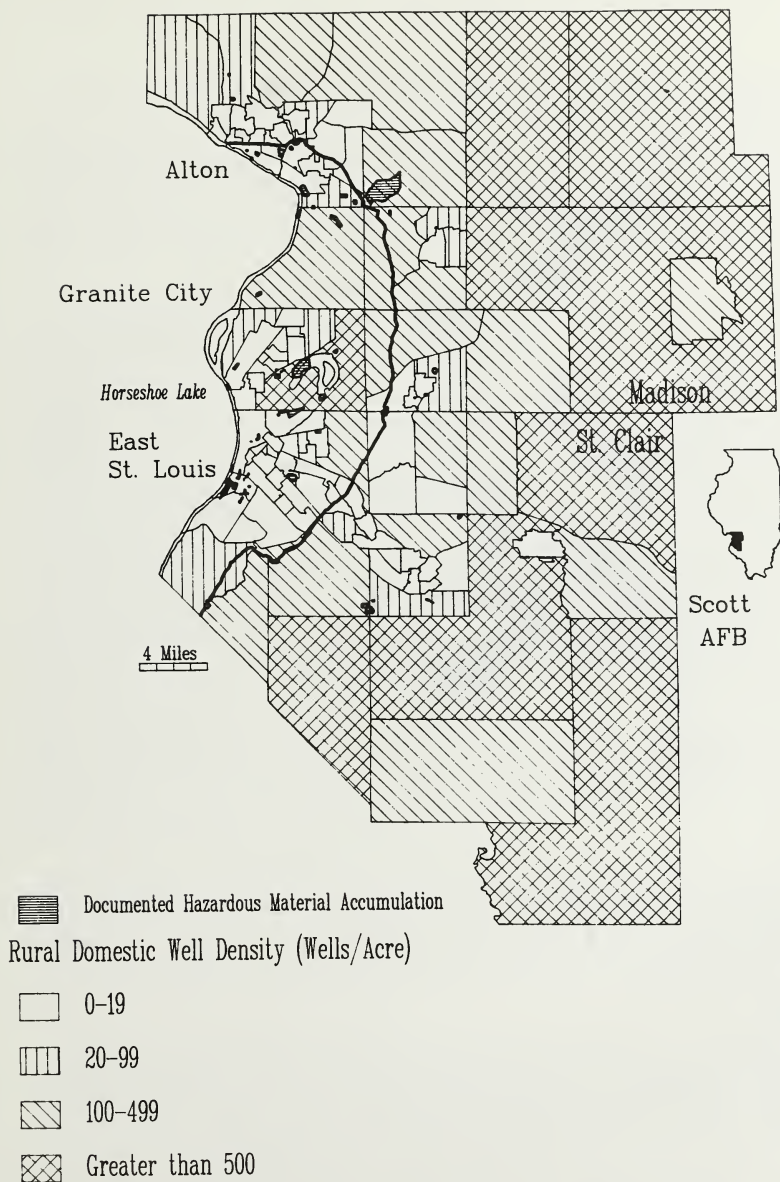 Alton
Granite City
Horseshoe Lake
Madison
East
St. Louis
St. Clair
Scott
AFB
4 Miles
Documented Hazardous Material Accumulation
Rural Domestic Well Density (Wells/Acre)
0-19
20-99
100-499
Greater than 500